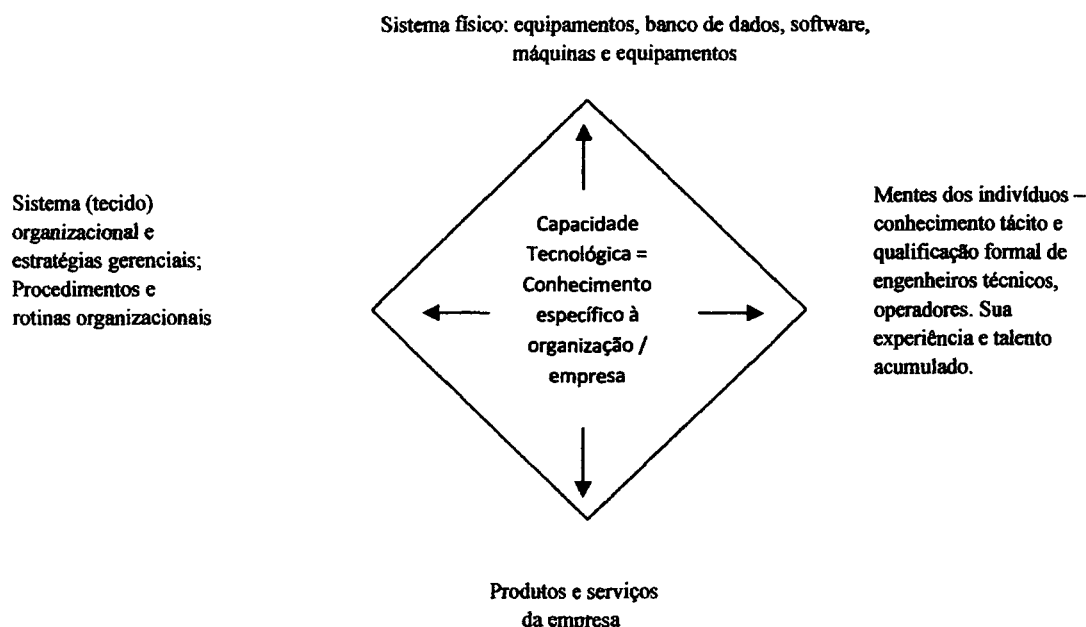 Sistema físico: equipamentos, banco de dados, software,
máquinas e equipamentos
Sistema (tecido)
organizacional e
estratégias gerenciais;
Procedimentos e
rotinas organizacionais
Capacidade
Tecnológica =
Conhecimento
específico à
organização /
empresa
Mentes dos indivíduos –
conhecimento tácito e
qualificação formal de
engenheiros técnicos,
operadores. Sua
experiência e talento
acumulado.
Produtos e serviços
da empresa